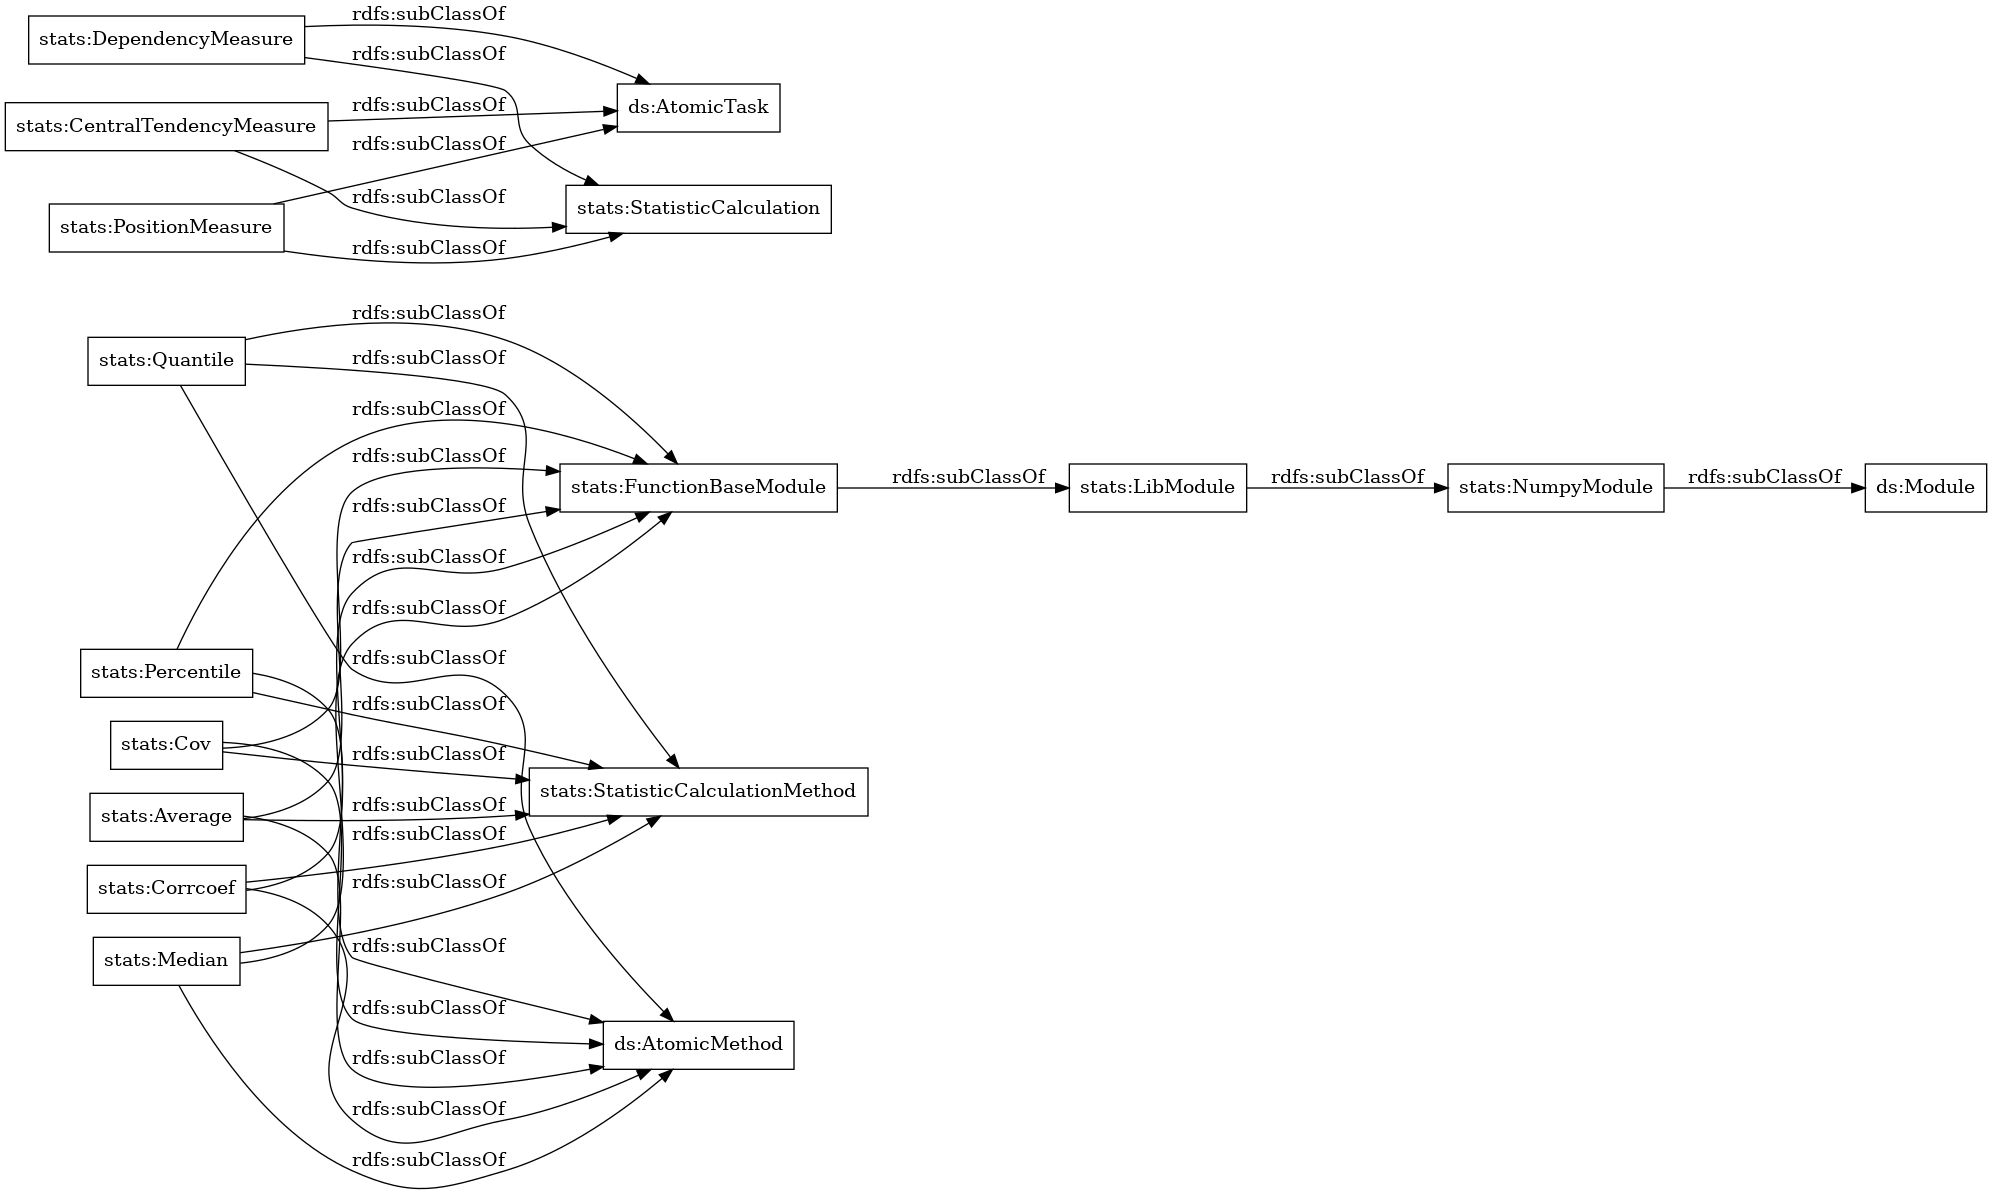 rdfs:subClassOf
stats:DependencyMeasure
rdfs:subClassOf
rdfs:subClassOf
ds:AtomicTask
stats:CentralTendencyMeasure
rdfs:subClassOf
rdfs:subClassOf
stats:StatisticCalculation
stats:PositionMeasure
rdfs:subClassOf
rdfs:subClassOf
stats:Quantile
rdfs:subClassOf
rdfs:subClassOf
rdfs:subClassOf
stats:FunctionBaseModule
rdfs:subClassOf
stats:LibModule
rdfs:subClassOf
stats:NumpyModule
rdfs:subClassOf
ds:Module
rdfs:subClassOf
rdfs:subClassOf
rdfs:subClassOf
rdfs:subClassOf
stats:Percentile
rdfs:subClassOf
stats:Cov
rdfs:subClassOf
stats:StatisticCalculationMethod
rdfs:subClassOf
stats:Average
rdfs:subClassOf
stats:Corrcoef
rdfs:subClassOf
stats:Median
rdfs:subClassOf
rdfs:subClassOf
ds:AtomicMethod
rdfs:subClassOf
rdfs:subClassOf
rdfs:subClassOf